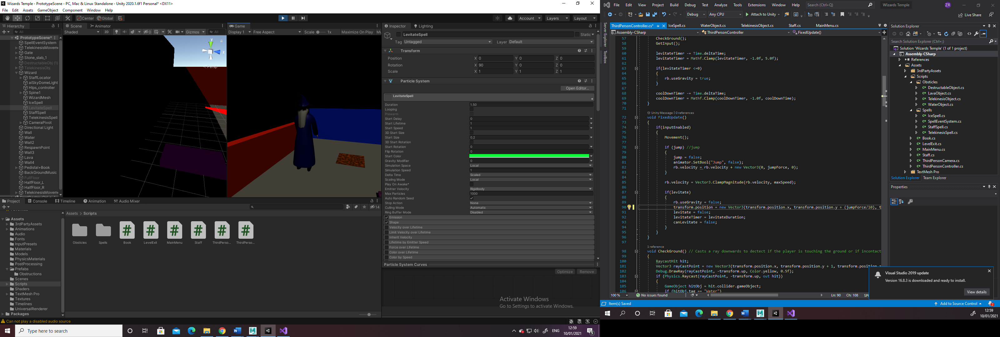 Wizards Temple - PrototypeScene - PC, Mac & Linux Standalone - Unity 2020.1.6f1 Personal* <DX11>
File Edit Assets GameObject Component Window Help
Center Global
Account Layers Layout
Hierarchy
All
PrototypeScene*
SpellEventSystem
TelekinesisMovem
Gate
Stone_slab_1
DestructableObj (1)
TelekinesisObj
Wizard
StaffLocator
aiSkyDomeLight
HIps_controller
Spine1
WizardMesh
IceSpell
LevitateSpell
StaffSpell
TelekinesisSpell
CameraPivot
Directional Light
Wall
Water
Wall2
RespawnPoint
Wall3
Lava
Wall4
Pedistal+Book
BackGroundMusic
FullFloor
HalfFloor_L
HalfFloor_R
TelekinesisMovem
Scene Animator
Shaded 2D 0 Gizmos All
y
z
Persp
Game
Display 1 Free Aspect Scale 1x Maximize On Play Mu
Inspector Lighting
LevitateSpell Static
Tag Untagged Layer Default
Transform
Position X 0 Y 0 Z 0
Rotation X 90 Y 0 Z 0
Scale X 1 Y 1 Z 1
Particle System
Open Editor...
LevitateSpell
Duration 1.50
Looping
Prewarm
Start Delay 0
Start Lifetime 1
Start Speed 1
3D Start Size
Start Size 0.2
3D Start Rotation
Start Rotation 0
Flip Rotation 0
Start Color
Gravity Modifier 0
Simulation Space Local
Simulation Speed 1
Delta Time Scaled
Scaling Mode Local
Play On Awake*
Emitter Velocity Rigidbody
Max Particles 1000
Auto Random Seed
Stop Action None
Culling Mode Automatic
Ring Buffer Mode Disabled
Emission
Shape
Velocity over Lifetime
Limit Velocity over Lifetime
Inherit Velocity
Lifetime by Emitter Speed
Force over Lifetime
Color over Lifetime
Color by Speed
Particle System Curves
Optimize Remove
Activate Windows
Go to Settings to activate Windows.
Project Console Timeline Animation Audio Mixer
14
Assets
3rdPartyAssets
Animations
Audio
Fonts
InputPresets
Materials
Models
PhysicsMaterials
PostProcessing
Prefabs
Obstructions
Scenes
Scripts
Shaders
TextMesh Pro
Textures
Timelines
UniversalRenderer
Packages
Assets > Scripts
Obsticles Spells Book LevelExit MainMenu Staff ThirdPerso... ThirdPerso...
Can not play a disabled audio source
Type here to search
ENG
12:59
10/01/2021
5
File Edit View Project Build Debug Test Analyze Tools Extensions Window Help Search (Ctrl+Q) Wizards Temple ZR
Debug Any CPU Attach to Unity Live Share
Server Explorer
Toolbox
ThirdPersonController.cs* IceSpell.cs WaterObject.cs TelekinesisObject.cs Staff.cs MainMenu.cs
Assembly-CSharp ThirdPersonController FixedUpdate()
57 CheckGround();
58 GetInput();
59
60 levitateTimer -= Time.deltaTime;
61 levitateTimer = Mathf.Clamp(levitateTimer, -1.0f, 5.0f);
62
63 if(levitateTimer <=0)
64 {
65 rb.useGravity = true;
66 }
67
68 coolDownTimer -= Time.deltaTime;
69 coolDownTimer = Mathf.Clamp(coolDownTimer, -1.0f, coolDownTime);
70 }
71
Unity Message | 0 references
72 void FixedUpdate()
73 {
74 if(inputEnabled)
75 {
76 Movement();
77
78 if (jump) //jump
79 {
80 jump = false;
81 animator.SetBool("Jump", false);
82 rb.velocity = rb.velocity + new Vector3(0, jumpForce, 0);
83 }
84
85 rb.velocity = Vector3.ClampMagnitude(rb.velocity, maxSpeed);
86
87 if(levitate)
88 {
89 rb.useGravity = false;
90 transform.position = new Vector3(transform.position.x, transform.position.y + (jumpForce/10), t
91 levitate = false;
92 levitateTimer = levitateDuration;
93 canLevitate = false;
94 }
95 }
96 }
97
1 reference
98 void CheckGround() // Casts a ray downwards to dectect if the player is touching the ground or if incontact
99 {
100 RaycastHit hit;
101 Vector3 rayCastPoint = new Vector3(transform.position.x, transform.position.y + 1, transform.position.z
102 Debug.DrawRay(rayCastPoint, -transform.up, Color.yellow, 0.5f);
103 if (Physics.Raycast(rayCastPoint, -transform.up, out hit))
104 {
105 GameObject hitObj = hit.collider.gameObject;
106 if (hitObj.tag == "Water")
100 % No issues found Ln: 90 Ch: 108 SPC
Item(s) Saved Add to Source Control 2
Solution Explorer
Search Solution Explorer (Ctrl+;)
Solution 'Wizards Temple' (1 of 1 project)
Assembly-CSharp
References
Assets
3rdPartyAssets
Scripts
Obsticles
C# DestructableObject.cs
C# LavaObject.cs
C# TelekinesisObject.cs
C# WaterObject.cs
Spells
C# IceSpell.cs
C# SpellEventSystem.cs
C# StaffSpell.cs
C# TelekinesisSpell.cs
C# Book.cs
C# LevelExit.cs
C# MainMenu.cs
C# Staff.cs
C# ThirdPersonCamera.cs
C# ThirdPersonController.cs
TextMesh Pro
Solution Explorer Team Explorer
Properties
Visual Studio 2019 update
Version 16.8.3 is downloaded and ready to install.
View details
12:59
10/01/2021